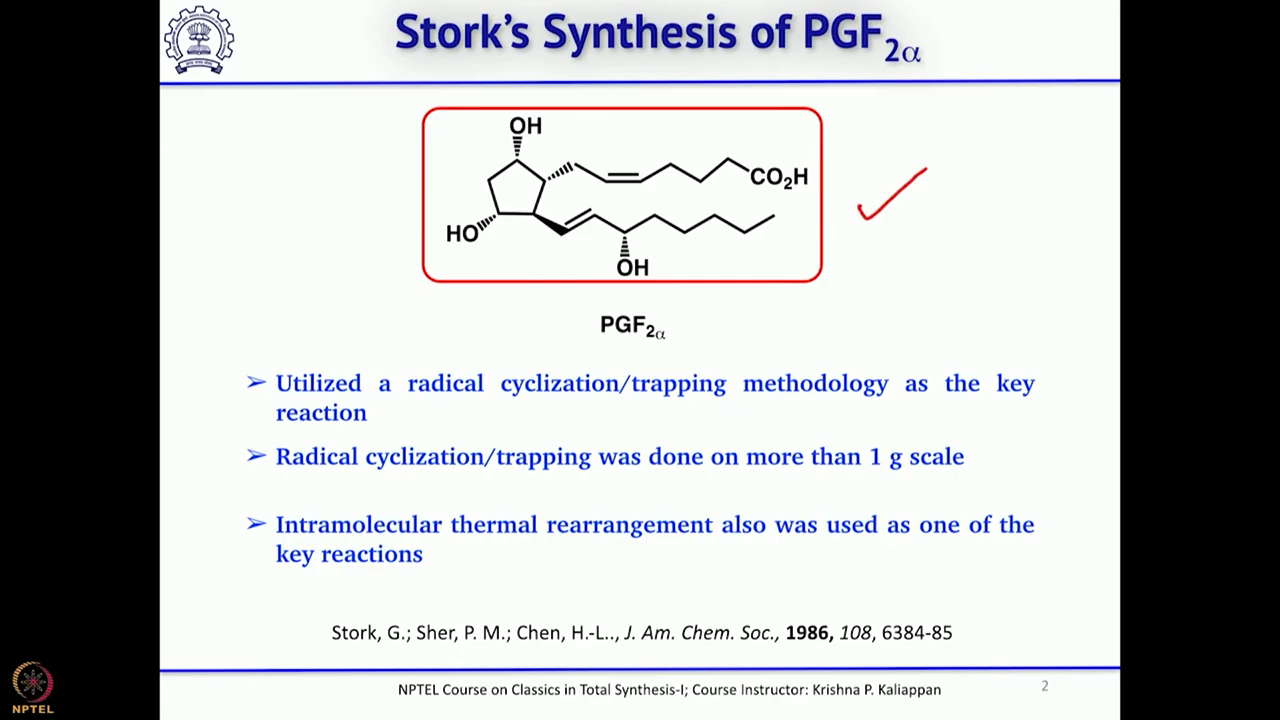 Stork's Synthesis of PGF2α
OH
CO2H
HO
OH
PGF2α
➢ Utilized a radical cyclization/trapping methodology as the key
reaction
➢ Radical cyclization/trapping was done on more than 1 g scale
➢ Intramolecular thermal rearrangement also was used as one of the
key reactions
Stork, G.; Sher, P. M.; Chen, H.-L.., J. Am. Chem. Soc., 1986, 108, 6384-85
NPTEL Course on Classics in Total Synthesis-I; Course Instructor: Krishna P. Kaliappan
2
NPTEL